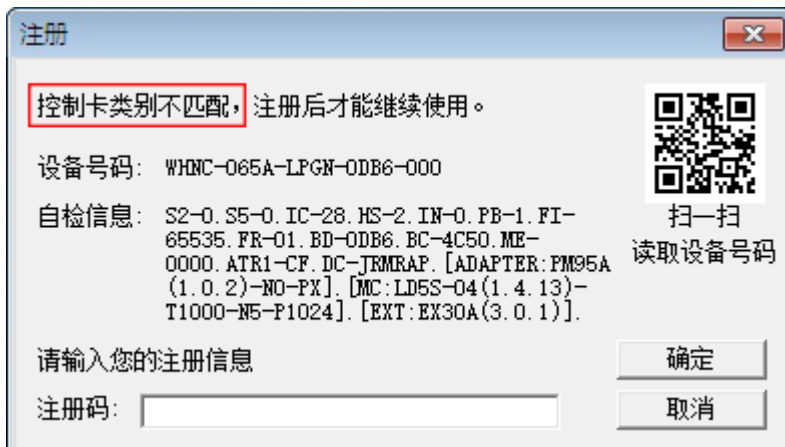 注册
控制卡类别不匹配，注册后才能继续使用。
设备号码： WHNC-065A-LPGN-0DB6-000
自检信息： S2-0.S5-0.IC-28.HS-2.IN-0.PB-1.FI-
65535.FR-01.BD-0DB6.BC-4C50.ME-
0000.ATR1-CF.DC-JRMRAP.[ADAPTER:PM95A
(1.0.2)-NO-PX].[MC:LD5S-04(1.4.13)-
T1000-N5-P1024].[EXT:EX30A(3.0.1)].
扫一扫
读取设备号码
请输入您的注册信息
确定
注册码：
取消